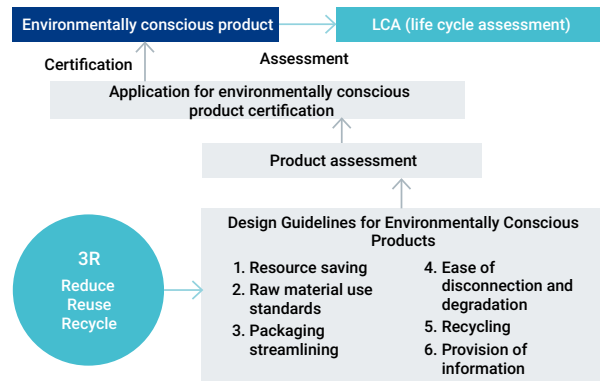 Environmentally conscious product
LCA (life cycle assessment)
Certification
Assessment
Application for environmentally conscious
product certification
Product assessment
3R
Reduce
Reuse
Recycle
Design Guidelines for Environmentally Conscious
Products
1. Resource saving
2. Raw material use
standards
3. Packaging
streamlining
4. Ease of
disconnection and
degradation
5. Recycling
6. Provision of
information